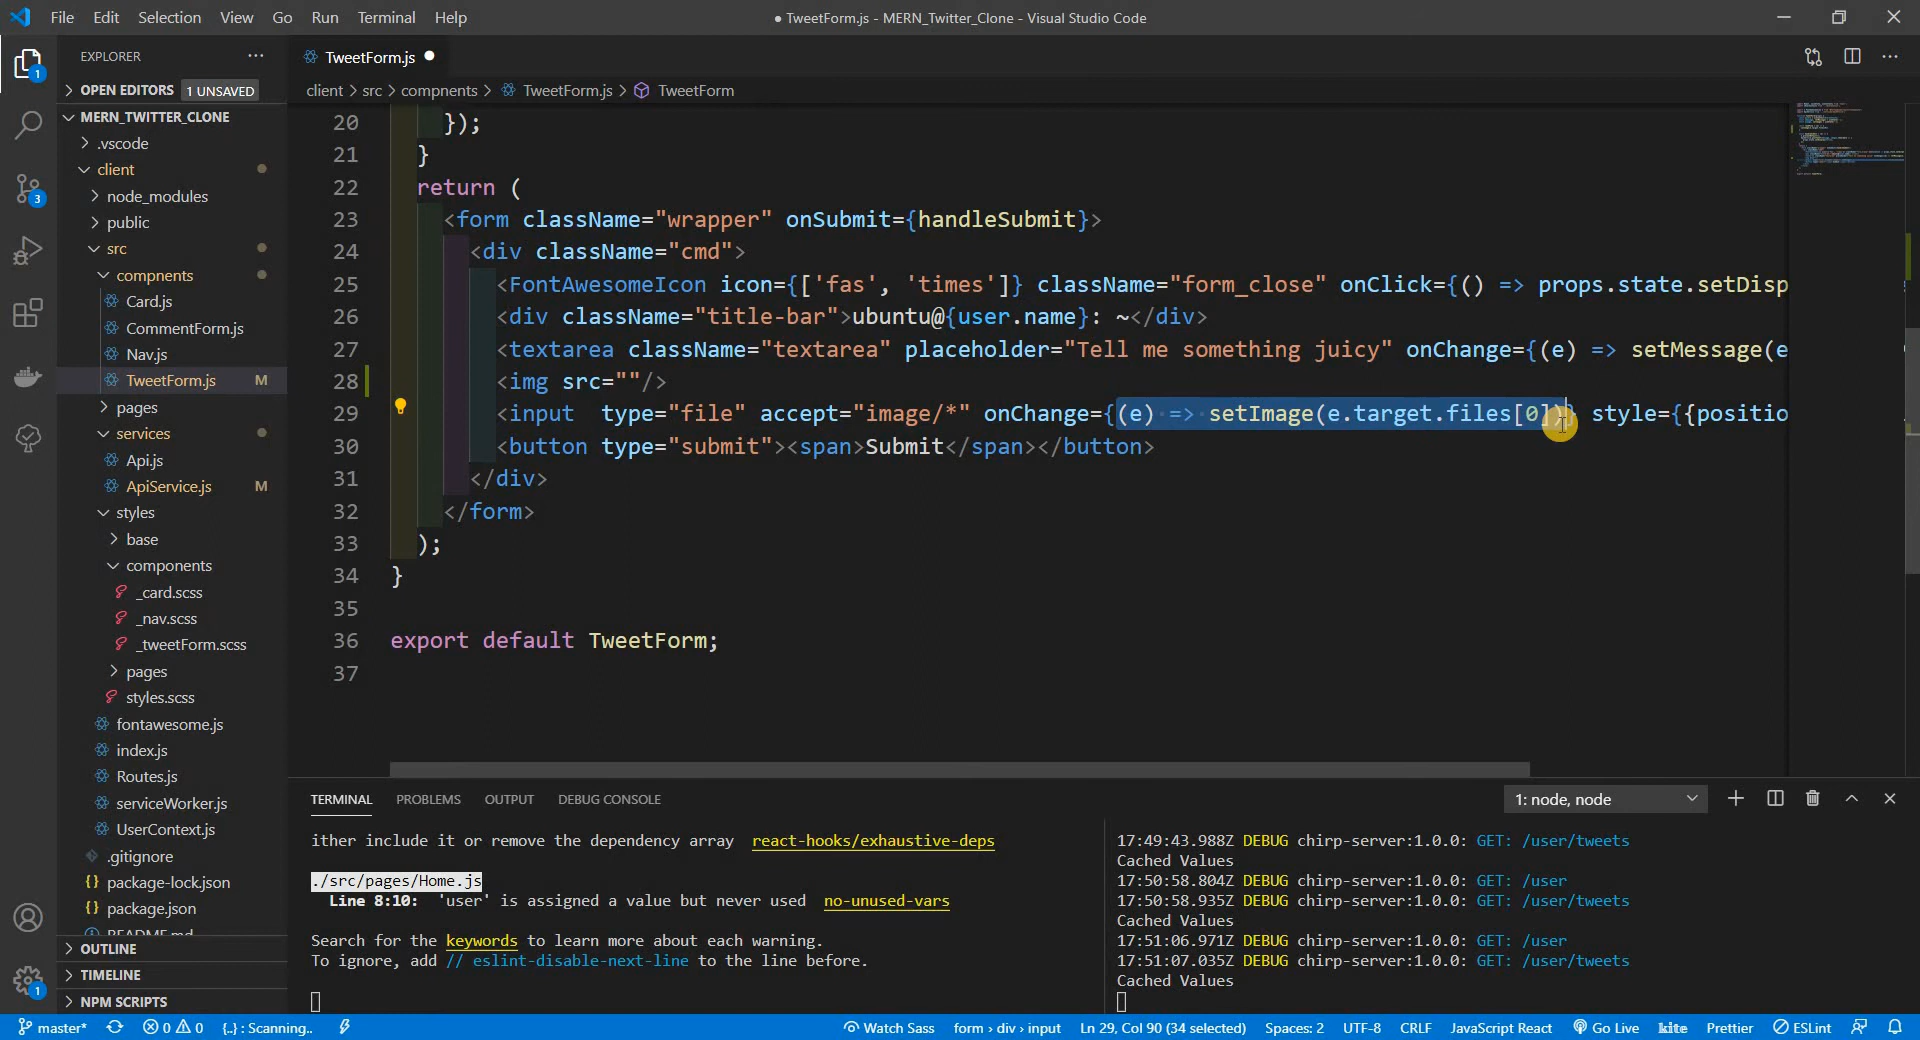 File Edit Selection View Go Run Terminal Help
● TweetForm.js - MERN_Twitter_Clone - Visual Studio Code
EXPLORER
OPEN EDITORS 1 UNSAVED
MERN_TWITTER_CLONE
.vscode
client
node_modules
public
src
compnents
Card.js
CommentForm.js
Nav.js
TweetForm.js M
pages
services
Api.js
ApiService.js M
styles
base
components
_card.scss
_nav.scss
_tweetForm.scss
pages
styles.scss
fontawesome.js
index.js
Routes.js
serviceWorker.js
UserContext.js
.gitignore
package-lock.json
package.json
README.md
OUTLINE
TIMELINE
NPM SCRIPTS
1
3
1
TweetForm.js
client > src > compnents > TweetForm.js > TweetForm
20 });
21 }
22 return (
23 <form className="wrapper" onSubmit={handleSubmit}>
24 <div className="cmd">
25 <FontAwesomeIcon icon={['fas', 'times']} className="form_close" onClick={() => props.state.setDisp
26 <div className="title-bar">ubuntu@{user.name}: ~</div>
27 <textarea className="textarea" placeholder="Tell me something juicy" onChange={(e) => setMessage(e
28 <img src=""/>
29 <input  type="file" accept="image/*" onChange={(e) => setImage(e.target.files[0])} style={{positio
30 <button type="submit"><span>Submit</span></button>
31 </div>
32 </form>
33 );
34 }
35
36 export default TweetForm;
37
TERMINAL PROBLEMS OUTPUT DEBUG CONSOLE
1: node, node
ither include it or remove the dependency array  react-hooks/exhaustive-deps
./src/pages/Home.js
Line 8:10:  'user' is assigned a value but never used  no-unused-vars
Search for the keywords to learn more about each warning.
To ignore, add // eslint-disable-next-line to the line before.
17:49:43.988Z DEBUG chirp-server:1.0.0: GET: /user/tweets
Cached Values
17:50:58.804Z DEBUG chirp-server:1.0.0: GET: /user
17:50:58.935Z DEBUG chirp-server:1.0.0: GET: /user/tweets
Cached Values
17:51:06.971Z DEBUG chirp-server:1.0.0: GET: /user
17:51:07.035Z DEBUG chirp-server:1.0.0: GET: /user/tweets
Cached Values
master* 0 0 {..} : Scanning.. Watch Sass form › div › input Ln 29, Col 90 (34 selected) Spaces: 2 UTF-8 CRLF JavaScript React Go Live kite Prettier ESLint